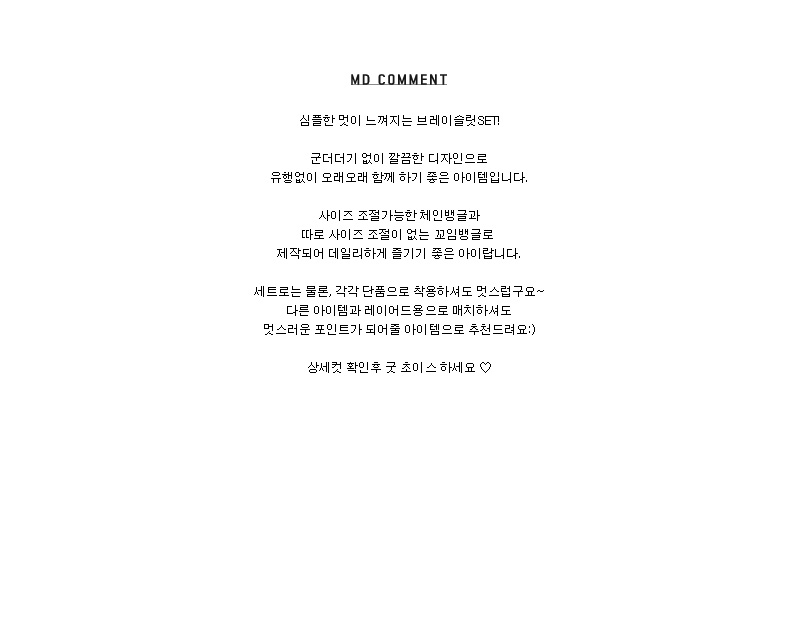 MD COMMENT
심플한 멋이 느껴지는 브레이슬릿SET!
군더더기 없이 깔끔한 디자인으로
유행없이 오래오래 함께 하기 좋은 아이템입니다.
사이즈 조절가능한 체인뱅글과
따로 사이즈 조절이 없는 꼬임뱅글로
제작되어 데일리하게 즐기기 좋은 아이랍니다.
세트로는 물론, 각각 단품으로 착용하셔도 멋스럽구요~
다른 아이템과 레이어드용으로 매치하셔도
멋스러운 포인트가 되어줄 아이템으로 추천드려요:)
상세컷 확인후 굿 초이스 하세요 ♡